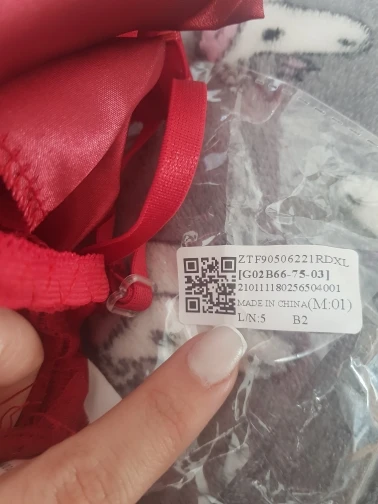 ZTF90506221RDXL
[G02B66-75-03]
210111180256504001
MADE IN CHINA(M:01)
L/N:5 B2